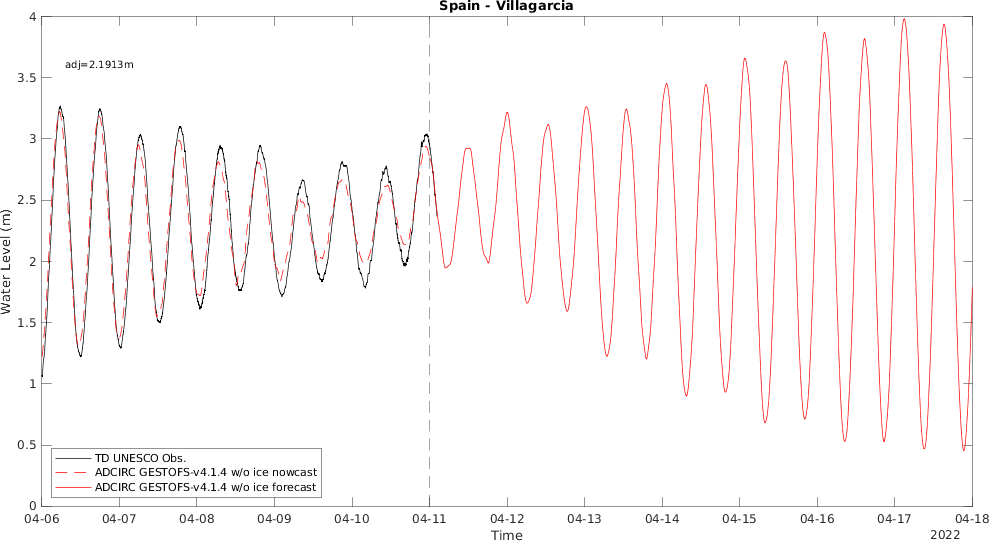 Spain - Villagarcia
adj=2.1913m
4
3.5
3
2.5
2
1.5
1
0.5
0
Water Level (m)
TD UNESCO Obs.
ADCIRC GESTOFS-v4.1.4 w/o ice nowcast
ADCIRC GESTOFS-v4.1.4 w/o ice forecast
04-06 04-07 04-08 04-09 04-10 04-11 04-12 04-13 04-14 04-15 04-16 04-17 04-18
Time
2022